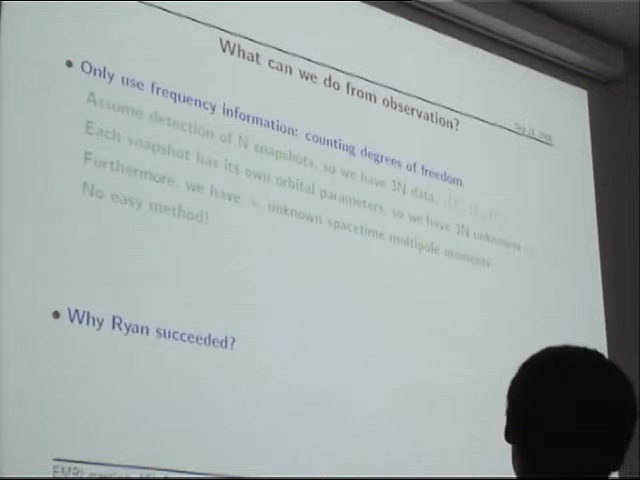 What can we do from observation?
• Only use frequency information: counting degrees of freedom,
Assume detection of N snapshots, so we have 3N data,
Each snapshot has its own orbital parameters, so we have 3N unknowns
Furthermore, we have unknown spacetime multipole moments.
No easy method!
• Why Ryan succeeded?
EMRI